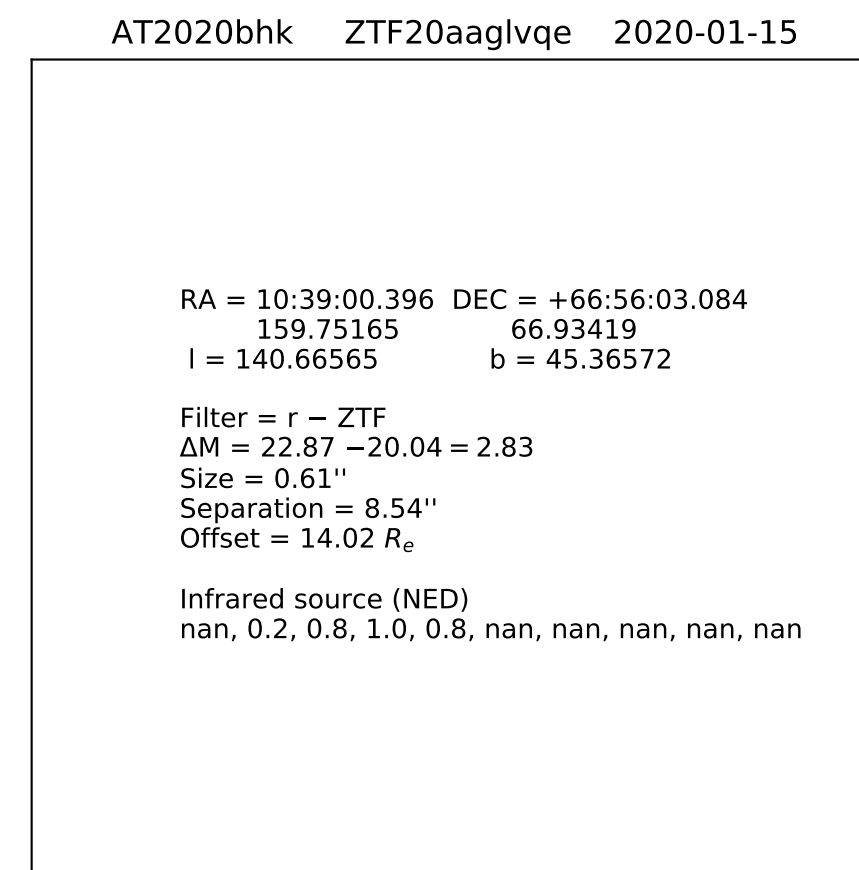 AT2020bhk ZTF20aaglvqe 2020-01-15
RA = 10:39:00.396 DEC = +66:56:03.084
159.75165 66.93419
l = 140.66565 b = 45.36572
Filter = r − ZTF
ΔM = 22.87 −20.04 = 2.83
Size = 0.61''
Separation = 8.54''
Offset = 14.02 Re
Infrared source (NED)
nan, 0.2, 0.8, 1.0, 0.8, nan, nan, nan, nan, nan